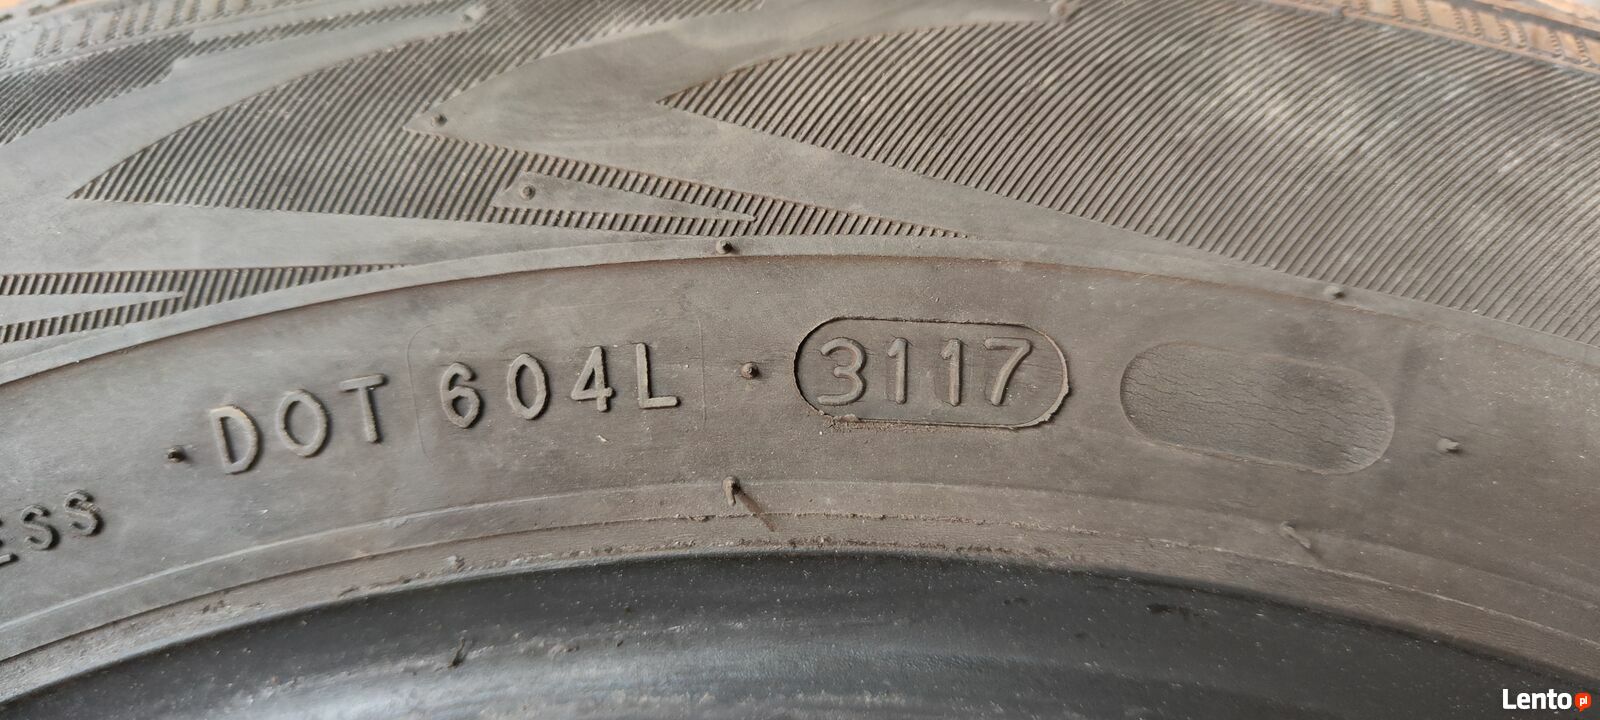 DOT 604L 3117
ESS
Lento.pl